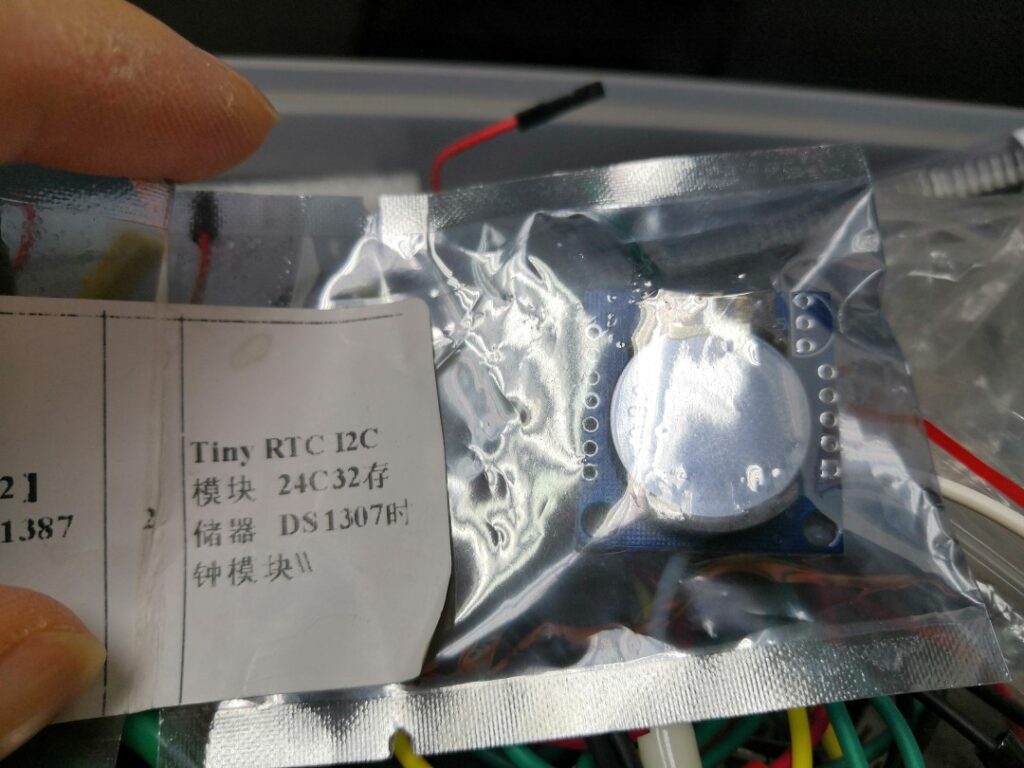 2】
1387
2
Tiny RTC I2C
模块 24C32存
储器 DS1307时
钟模块\\